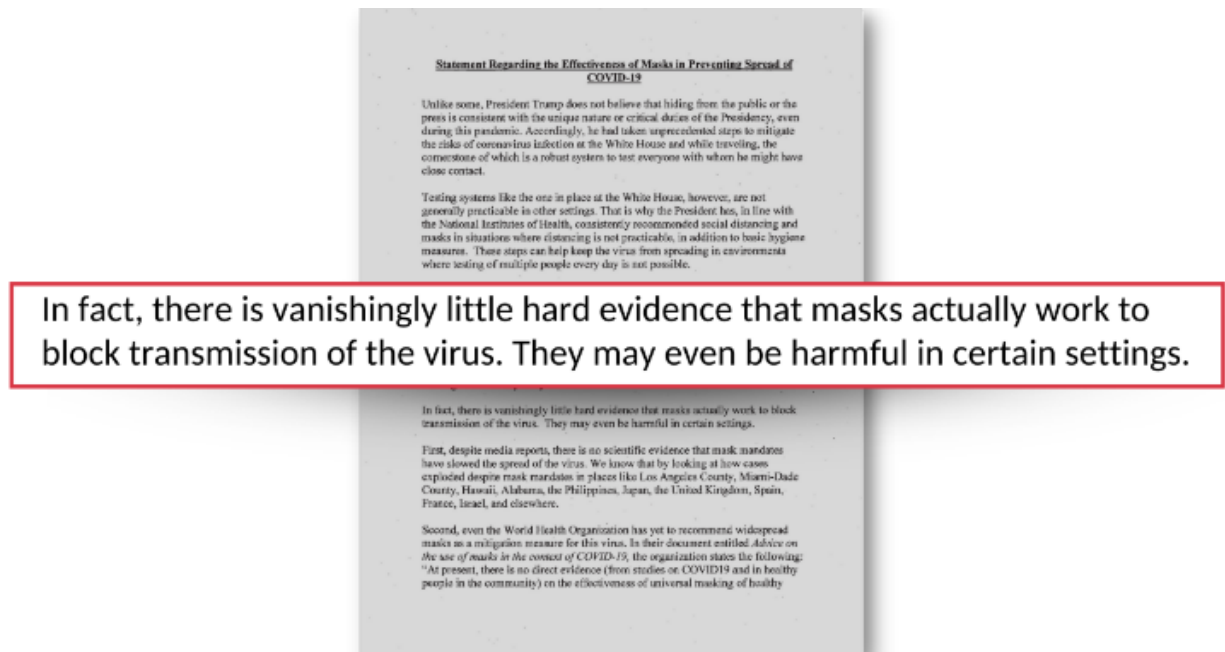 Statement Regarding the Effectiveness of Masks in Preventing Spread of
COVID-19
Unlike some, President Trump does not believe that hiding from the public or the
press is consistent with the unique nature or critical duties of the Presidency, even
during this pandemic. Accordingly, he had taken unprecedented steps to mitigate
the risks of coronavirus infection at the White House and while traveling, the
cornerstone of which is a robust system to test everyone with whom he might have
close contact.
Testing systems like the one in place at the White House, however, are not
generally practicable in other settings. That is why the President has, in line with
the National Institutes of Health, consistently recommended social distancing and
masks in situations where distancing is not practicable, in addition to basic hygiene
measures. These steps can help keep the virus from spreading in environments
where testing of multiple people every day is not possible.
In fact, there is vanishingly little hard evidence that masks actually work to
block transmission of the virus. They may even be harmful in certain settings.
In fact, there is vanishingly little hard evidence that masks actually work to block
transmission of the virus. They may even be harmful in certain settings.
First, despite media reports, there is no scientific evidence that mask mandates
have slowed the spread of the virus. We know that by looking at how cases
exploded despite mask mandates in places like Los Angeles County, Miami-Dade
County, Hawaii, Alabama, the Philippines, Japan, the United Kingdom, Spain,
France, Israel, and elsewhere.
Second, even the World Health Organization has yet to recommend widespread
masks as a mitigation measure for this virus. In their document entitled Advice on
the use of masks in the context of COVID-19, the organization states the following:
"At present, there is no direct evidence (from studies on COVID19 and in healthy
people in the community) on the effectiveness of universal masking of healthy